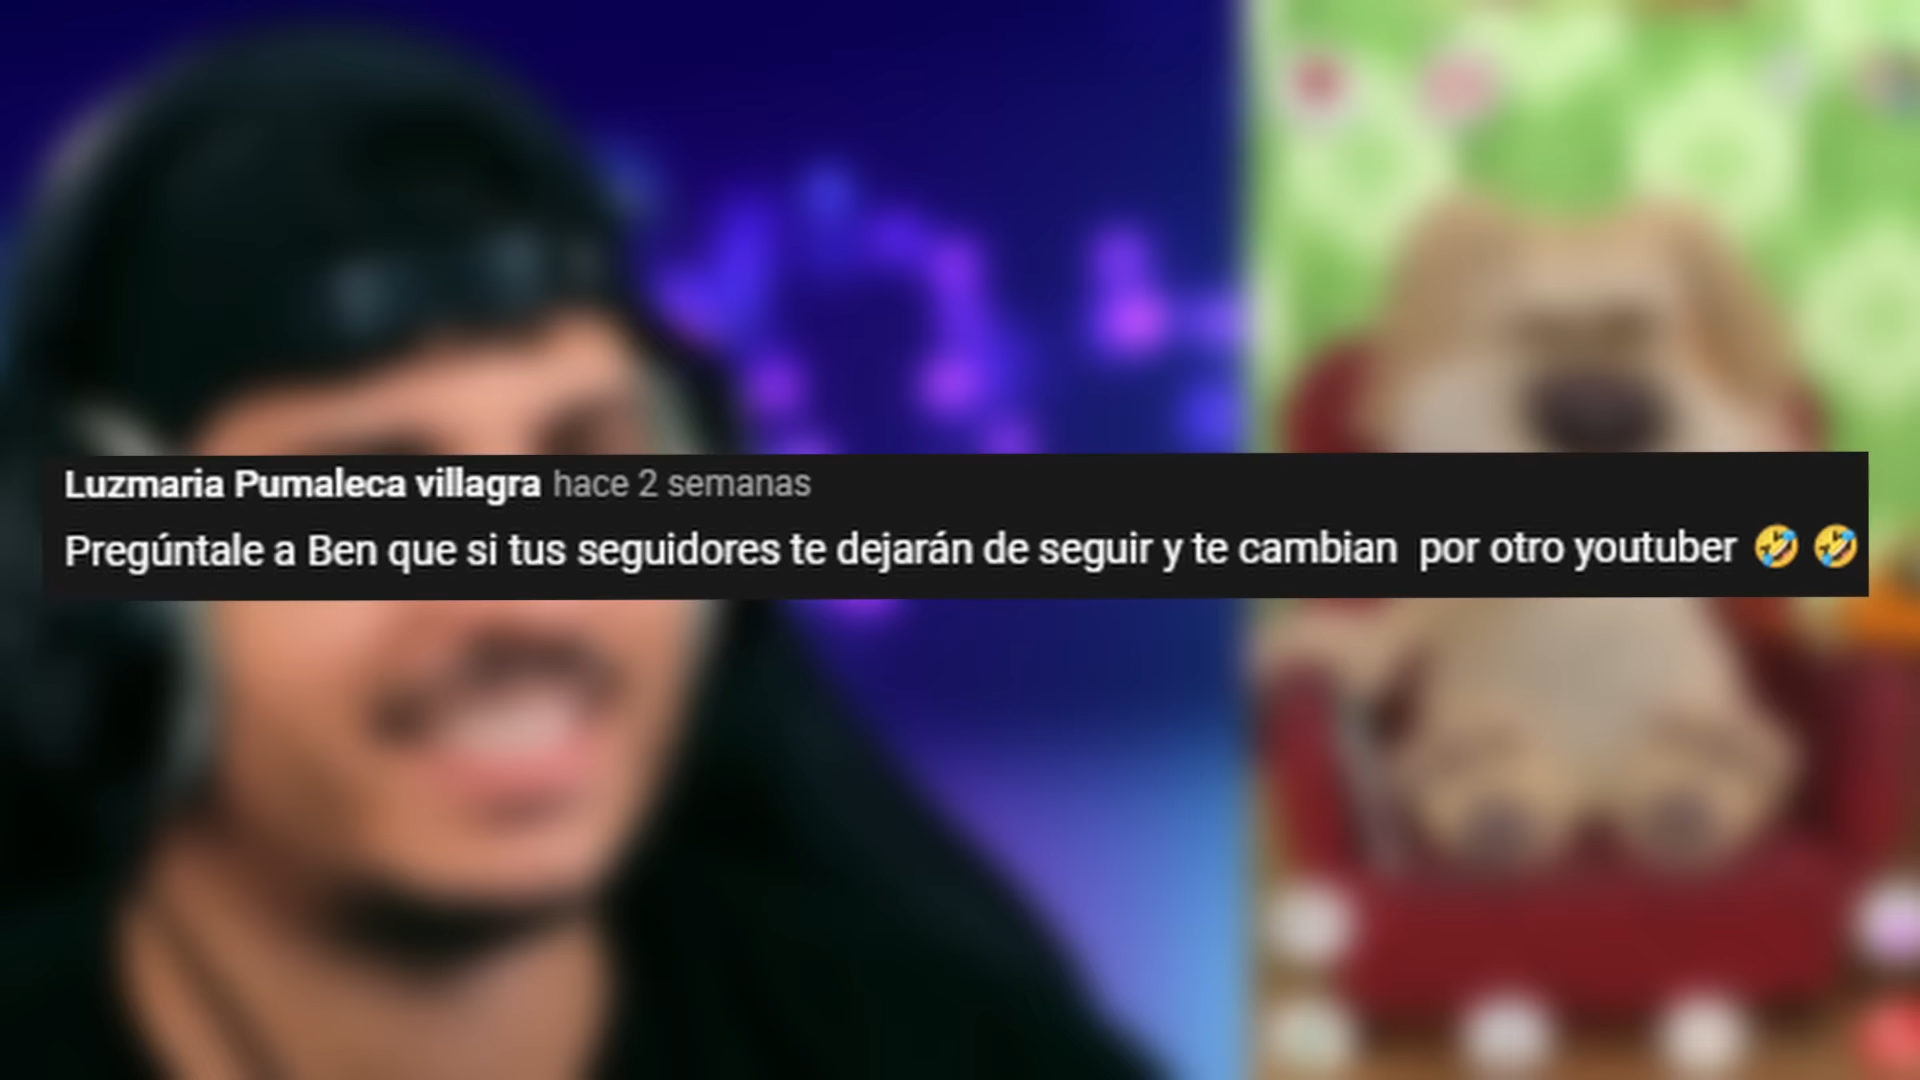 Luzmaria Pumaleca villagra hace 2 semanas
Pregúntale a Ben que si tus seguidores te dejarán de seguir y te cambian por otro youtuber 🤣 🤣